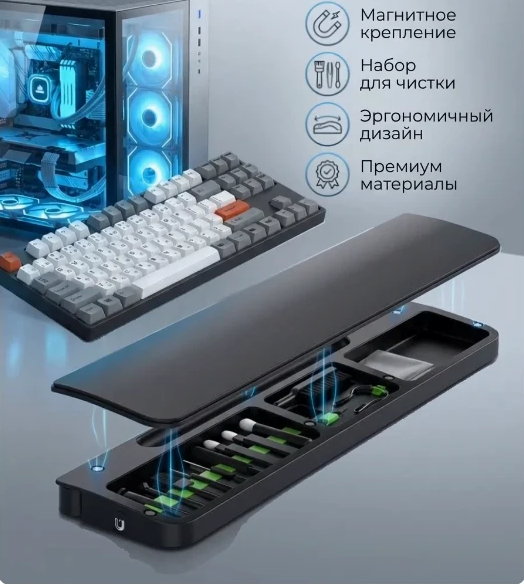 Магнитное
крепление
Набор
для чистки
Эргономичный
дизайн
Премиум
материалы